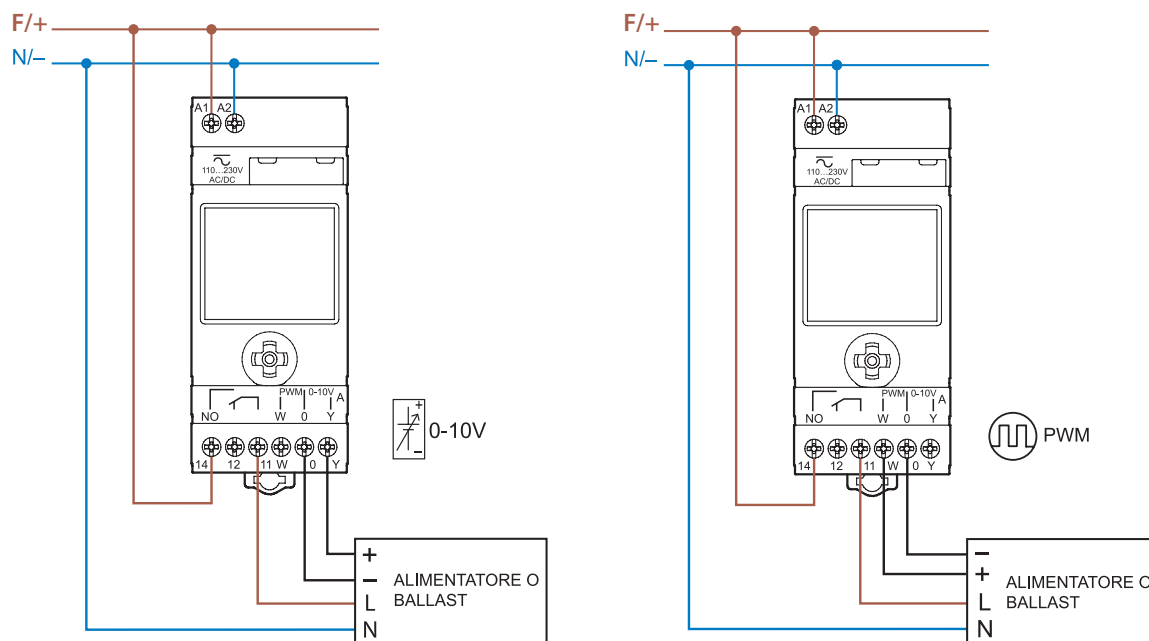 F/+
N/–
A1 A2
110...230V
AC/DC
PWM 0-10V
A
NO W 0 Y
14 12 11 W 0 Y
+
–
0-10V
+
–
L
N
ALIMENTATORE O
BALLAST
F/+
N/–
A1 A2
110...230V
AC/DC
PWM 0-10V
A
NO W 0 Y
14 12 11 W 0 Y
PWM
–
+
L
N
ALIMENTATORE O
BALLAST